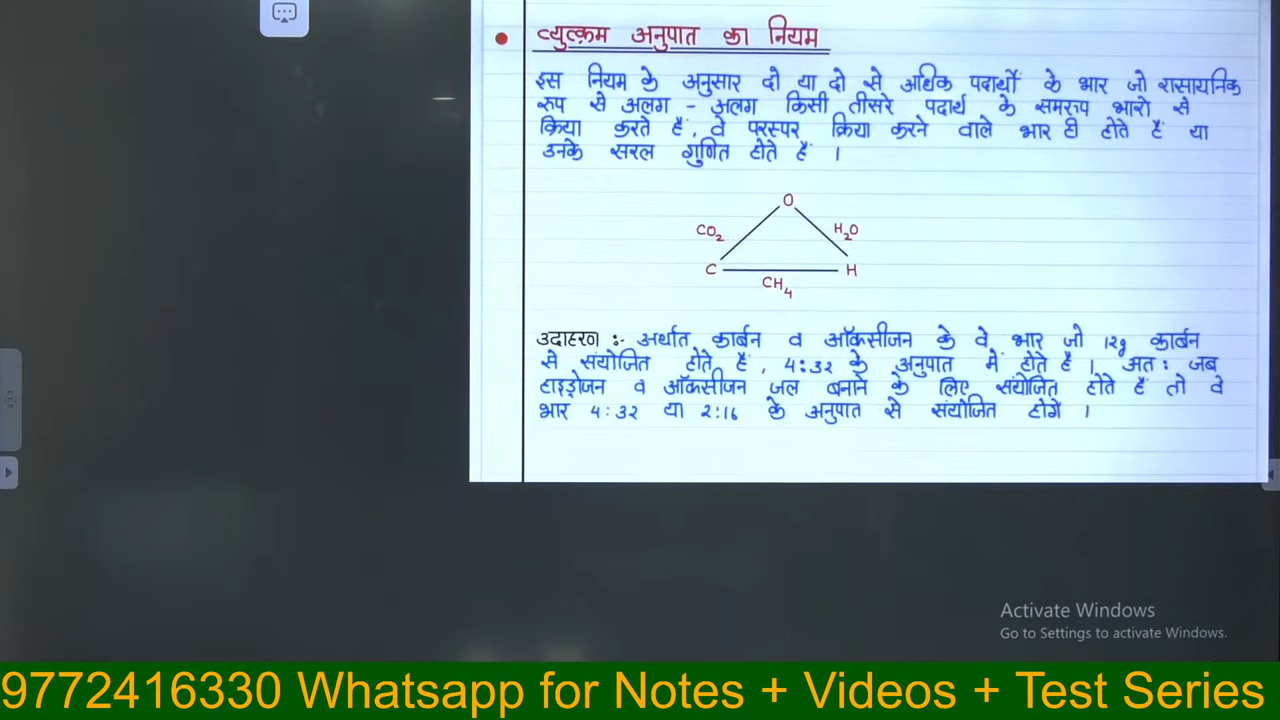 व्युत्क्रम अनुपात का नियम
इस नियम के अनुसार दो या दो से अधिक पदार्थों के भार जो रासायनिक
रूप से अलग - अलग किसी तीसरे पदार्थ के समरूप भारो से
क्रिया करते हैं, वे परस्पर क्रिया करने वाले भार ही होते हैं या
उनके सरल गुणित होते हैं ।
O
CO2 H2O
C H
CH4
उदाहरण :- अर्थात कार्बन व ऑक्सीजन के वे भार जो 12g कार्बन
से संयोजित होते हैं, 4:32 के अनुपात में होते है । अत: जब
हाइड्रोजन व ऑक्सीजन जल बनाने के लिए संयोजित होते हैं तो वे
भार 4:32 या 2:16 के अनुपात से संयोजित होगे ।
Activate Windows
Go to Settings to activate Windows.
9772416330 Whatsapp for Notes + Videos + Test Series